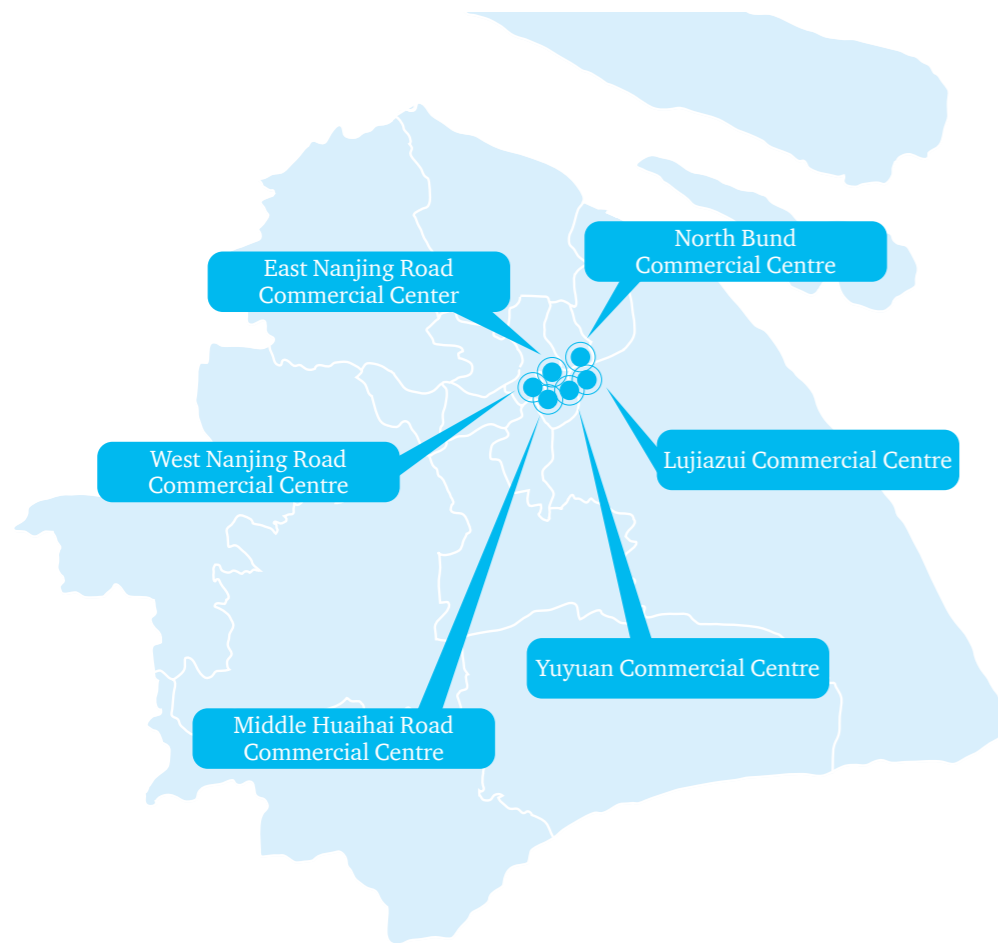 North Bund
Commercial Centre
East Nanjing Road
Commercial Center
West Nanjing Road
Commercial Centre
Lujiazui Commercial Centre
Yuyuan Commercial Centre
Middle Huaihai Road
Commercial Centre